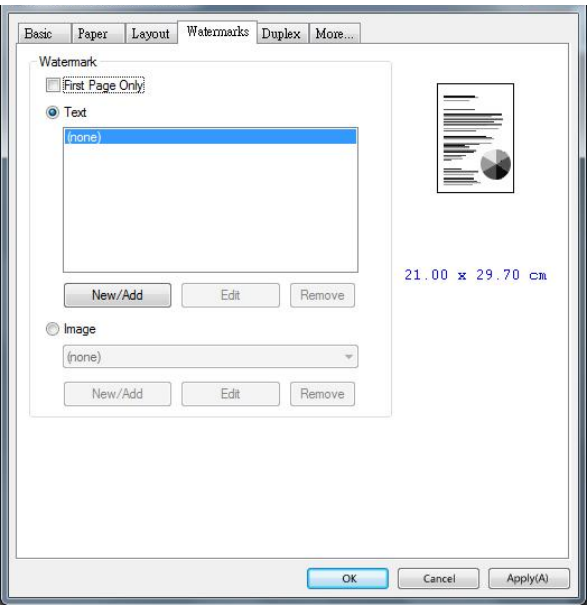 Basic Paper Layout Watermarks Duplex More...
Watermark
First Page Only
Text
(none)
New/Add Edit Remove
21.00 x 29.70 cm
Image
(none)
New/Add Edit Remove
OK Cancel Apply(A)